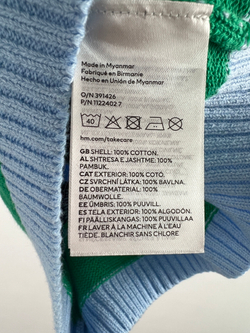 Made in Myanmar
Fabriqué en Birmanie
Hecho en Unión de Myanmar
O/N 391426
P/N 1122402 7
40
hm.com/takecare
GB SHELL: 100% COTTON.
AL SHTRESA E JASHTME: 100%
PAMBUK.
CAT EXTERIOR: 100% COTÓ.
CZ SVRCHNÍ LÁTKA: 100% BAVLNA.
DE OBERMATERIAL: 100%
BAUMWOLLE.
EE ÜMBRIS: 100% PUUVILL.
ES TELA EXTERIOR: 100% ALGODÓN.
FI PÄÄLLISKANGAS: 100% PUUVILLAA
FR LAVER À LA MACHINE À L'EAU
TIÈDE. BLANCHIR SANS CHLORE